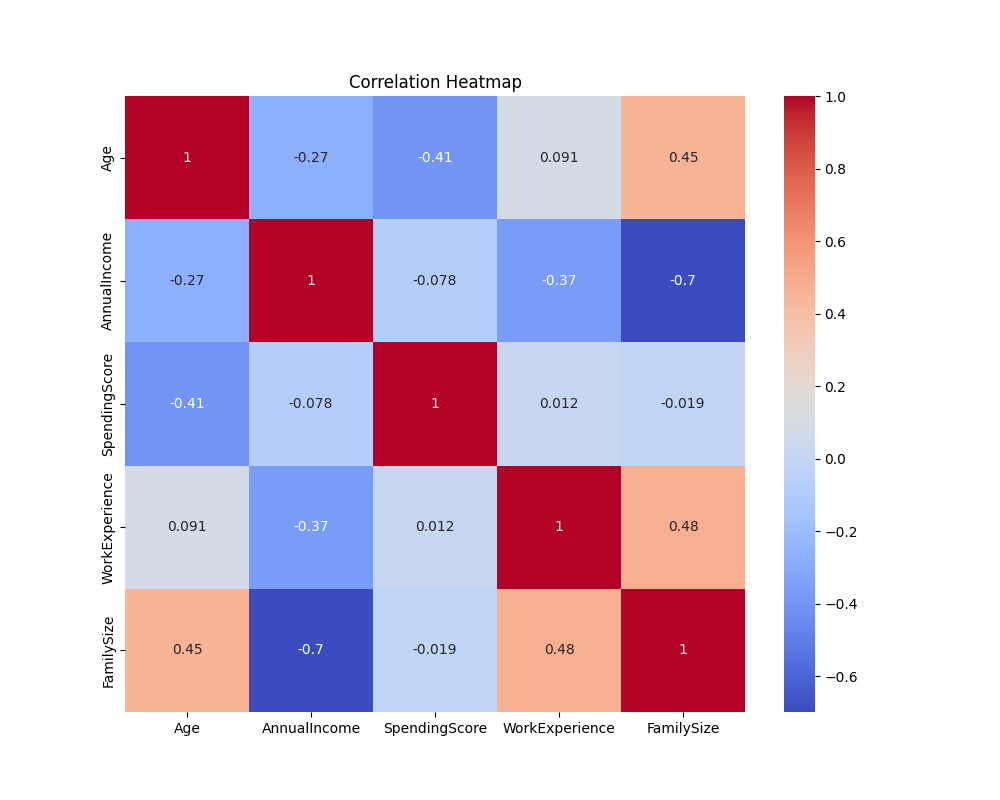 Correlation Heatmap
Age 1 -0.27 -0.41 0.091 0.45
AnnualIncome -0.27 1 -0.078 -0.37 -0.7
SpendingScore -0.41 -0.078 1 0.012 -0.019
WorkExperience 0.091 -0.37 0.012 1 0.48
FamilySize 0.45 -0.7 -0.019 0.48 1
Age AnnualIncome SpendingScore WorkExperience FamilySize
1.0
0.8
0.6
0.4
0.2
0.0
−0.2
−0.4
−0.6